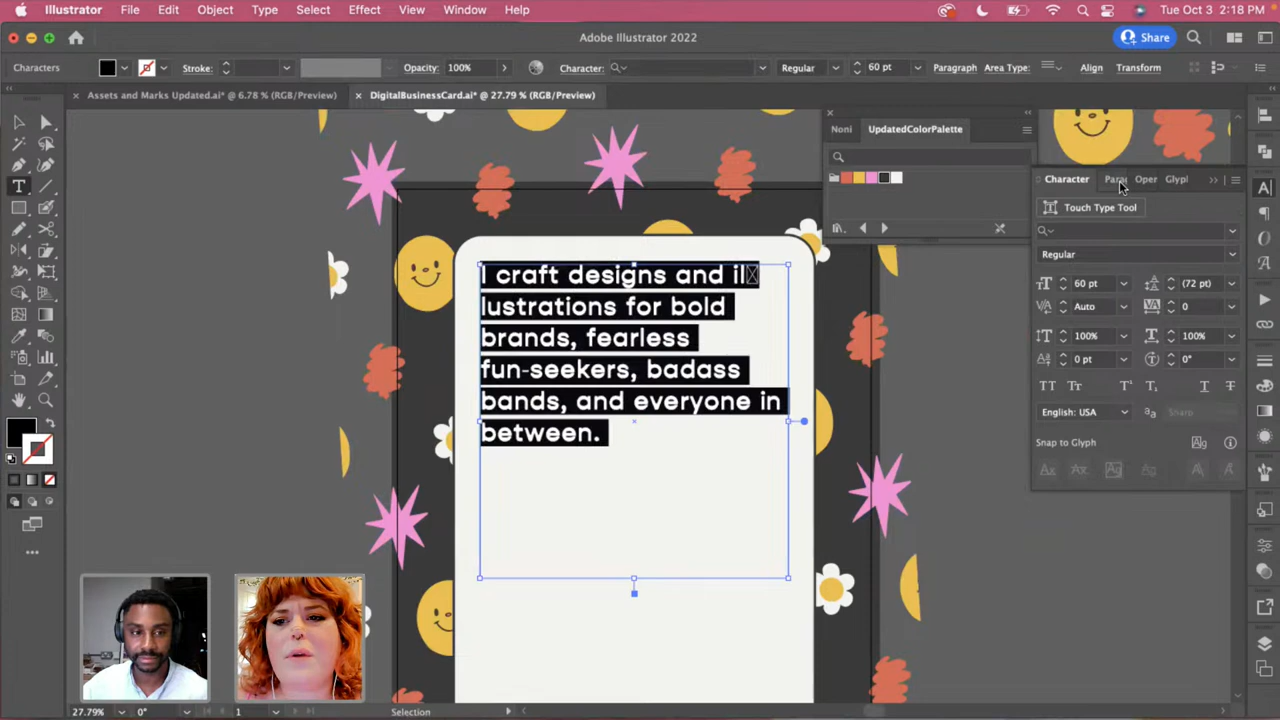 Illustrator File Edit Object Type Select Effect View Window Help
Tue Oct 3 2:18 PM
Adobe Illustrator 2022
Share
Characters
Stroke:
Opacity: 100%
Character:
Regular
60 pt
Paragraph
Area Type:
Align
Transform
× Assets and Marks Updated.ai* @ 6.78 % (RGB/Preview)
× DigitalBusinessCard.ai* @ 27.79 % (RGB/Preview)
Noni
UpdatedColorPalette
Character
Para
Oper
Glypl
Touch Type Tool
Regular
60 pt
(72 pt)
Auto
0
100%
100%
0 pt
0°
English: USA
Sharp
Snap to Glyph
I craft designs and il
lustrations for bold
brands, fearless
fun-seekers, badass
bands, and everyone in
between.
27.79%
0°
1
Selection